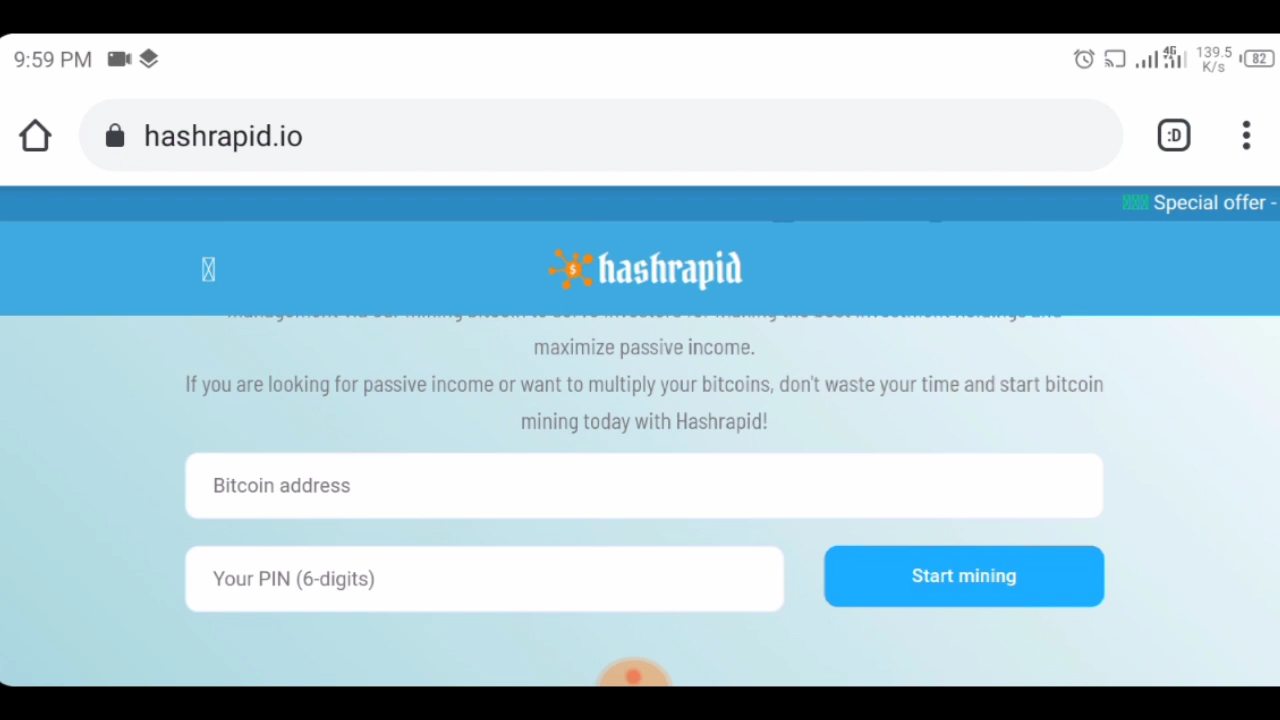 9:59 PM
4G
139.5
K/s
82
hashrapid.io
:D
Special offer -
hashrapid
maximize passive income.
If you are looking for passive income or want to multiply your bitcoins, don't waste your time and start bitcoin
mining today with Hashrapid!
Bitcoin address
Your PIN (6-digits)
Start mining